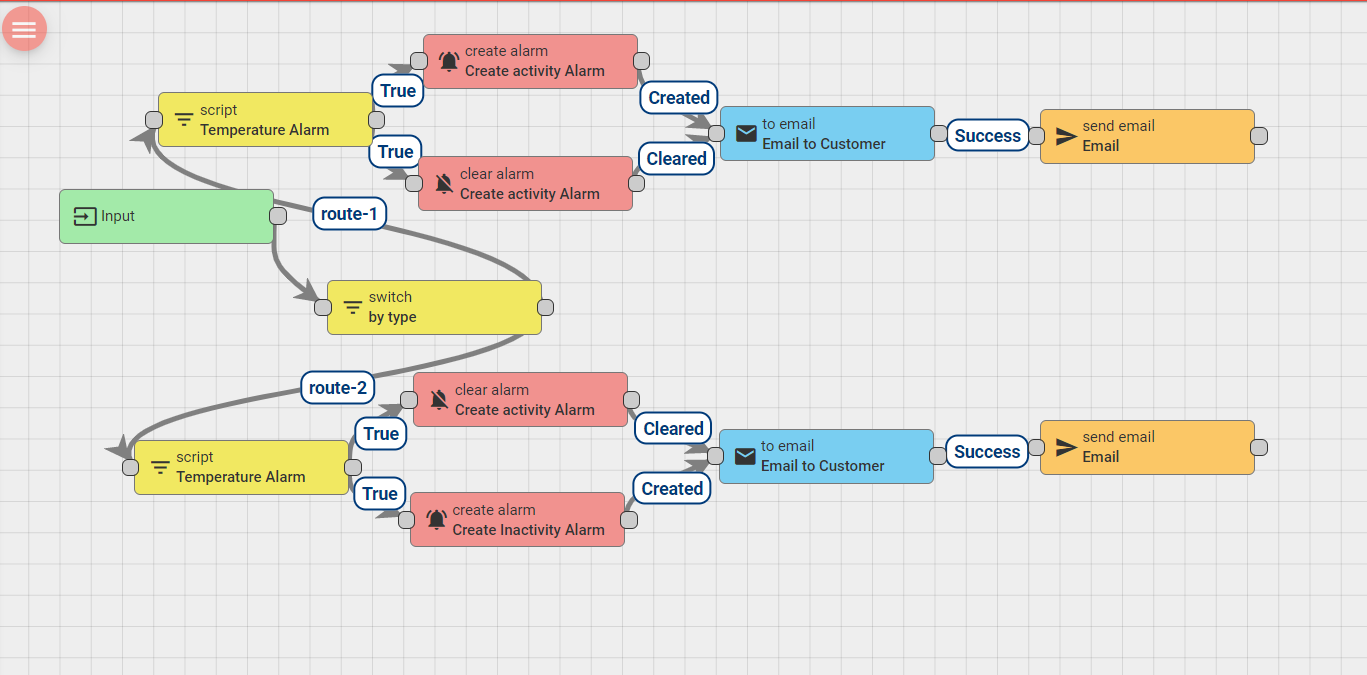 create alarm
Create activity Alarm
True
Created
script
Temperature Alarm
to email
Email to Customer
Success
send email
Email
True
Cleared
clear alarm
Create activity Alarm
Input
route-1
switch
by type
route-2
clear alarm
Create activity Alarm
True
Cleared
script
Temperature Alarm
to email
Email to Customer
Success
send email
Email
True
Created
create alarm
Create Inactivity Alarm